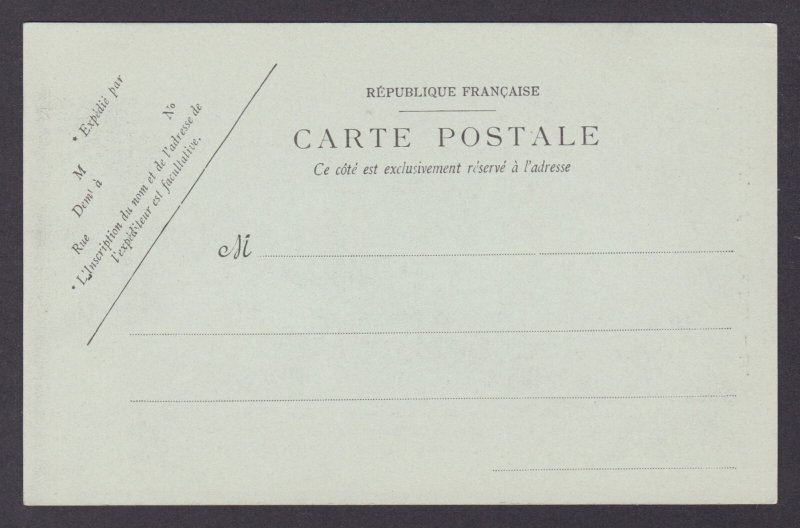 * Expédié par
M
Demt à
Rue No
* L'Inscription du nom et de l'adresse de
l'expéditeur est facultative.
RÉPUBLIQUE FRANÇAISE
CARTE POSTALE
Ce côté est exclusivement réservé à l'adresse
M